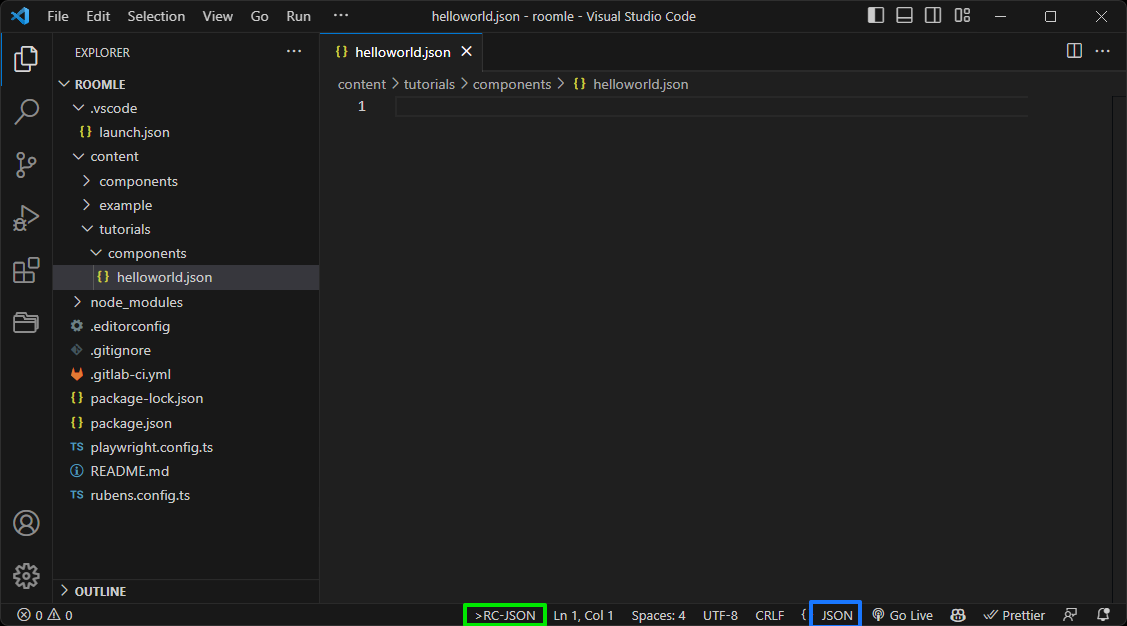 File Edit Selection View Go Run ··· helloworld.json - roomle - Visual Studio Code
EXPLORER ···
ROOMLE
.vscode
{} launch.json
content
components
example
tutorials
components
{} helloworld.json
node_modules
.editorconfig
.gitignore
.gitlab-ci.yml
{} package-lock.json
{} package.json
TS playwright.config.ts
README.md
TS rubens.config.ts
OUTLINE
{} helloworld.json
content > tutorials > components > {} helloworld.json
1
0 0 >RC-JSON Ln 1, Col 1 Spaces: 4 UTF-8 CRLF { JSON Go Live Prettier